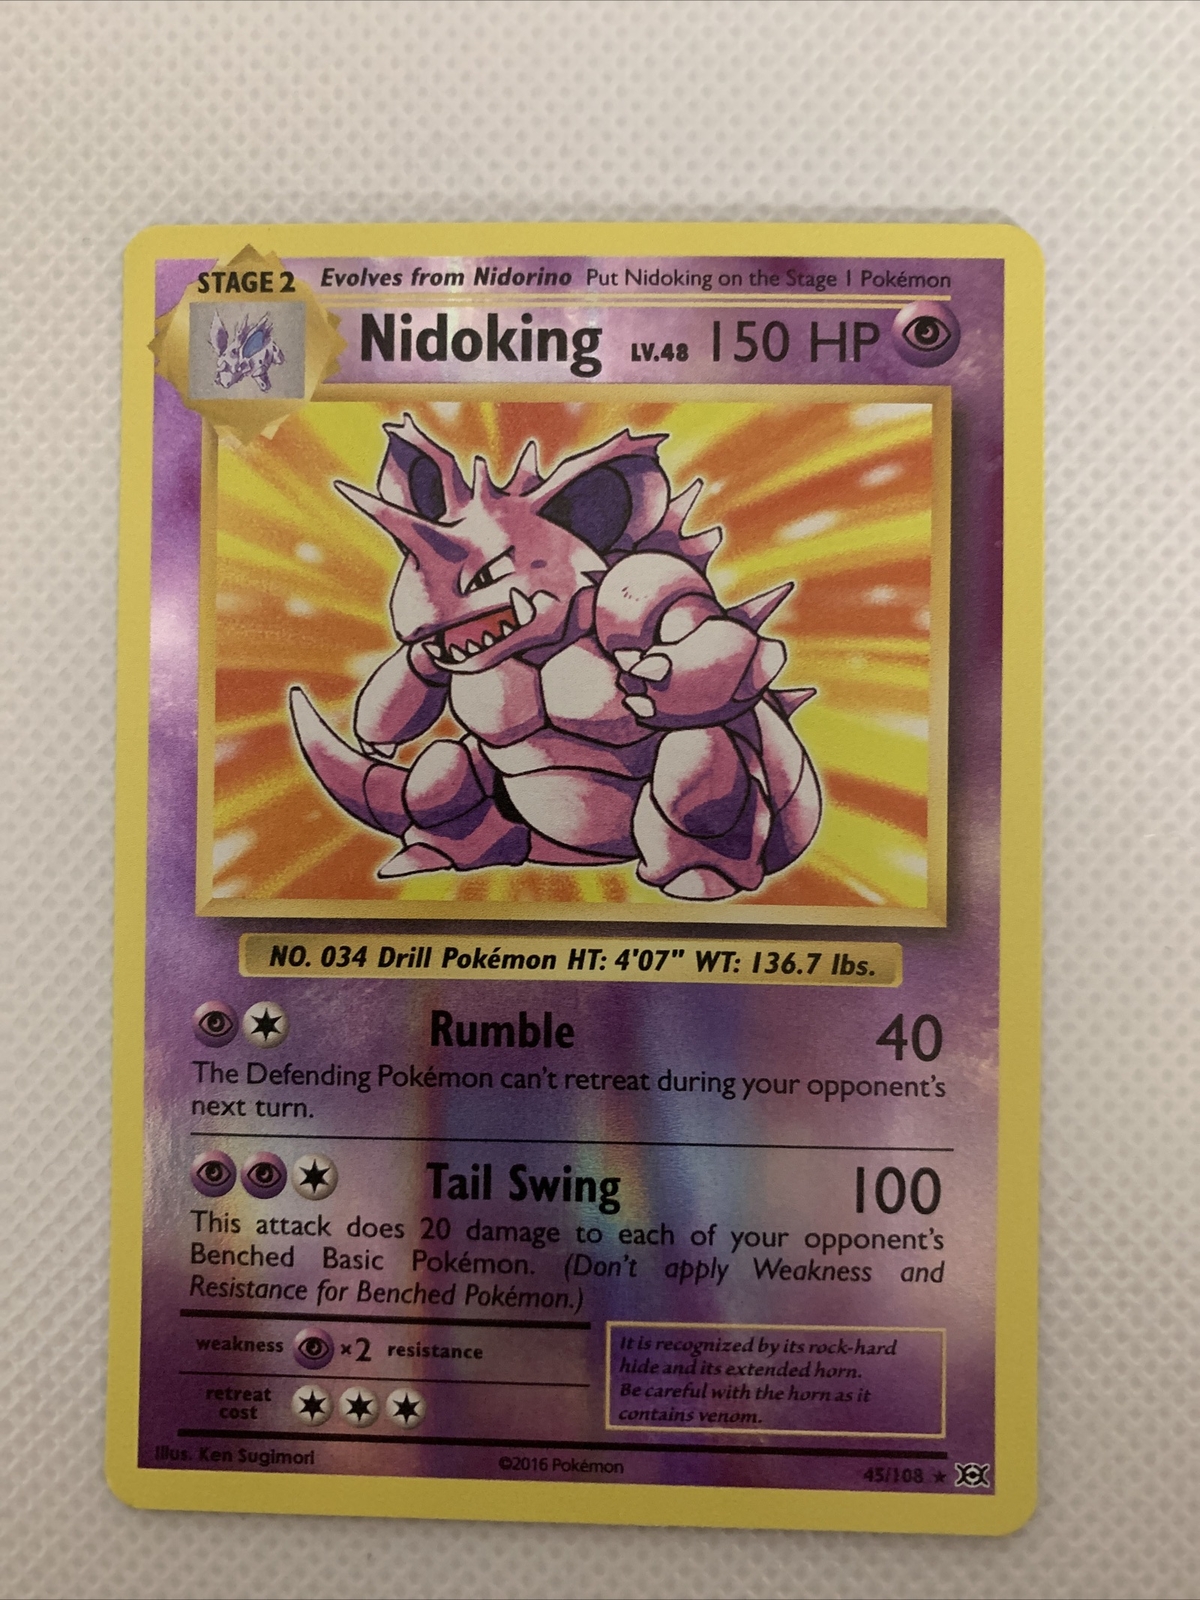 STAGE 2 Evolves from Nidorino Put Nidoking on the Stage 1 Pokémon
Nidoking LV.48 150 HP
NO. 034 Drill Pokémon HT: 4'07" WT: 136.7 lbs.
Rumble 40
The Defending Pokémon can't retreat during your opponent's
next turn.
Tail Swing 100
This attack does 20 damage to each of your opponent's
Benched Basic Pokémon. (Don't apply Weakness and
Resistance for Benched Pokémon.)
weakness ×2 resistance
retreat
cost
It is recognized by its rock-hard
hide and its extended horn.
Be careful with the horn as it
contains venom.
Illus. Ken Sugimori ©2016 Pokémon 45/108 ★